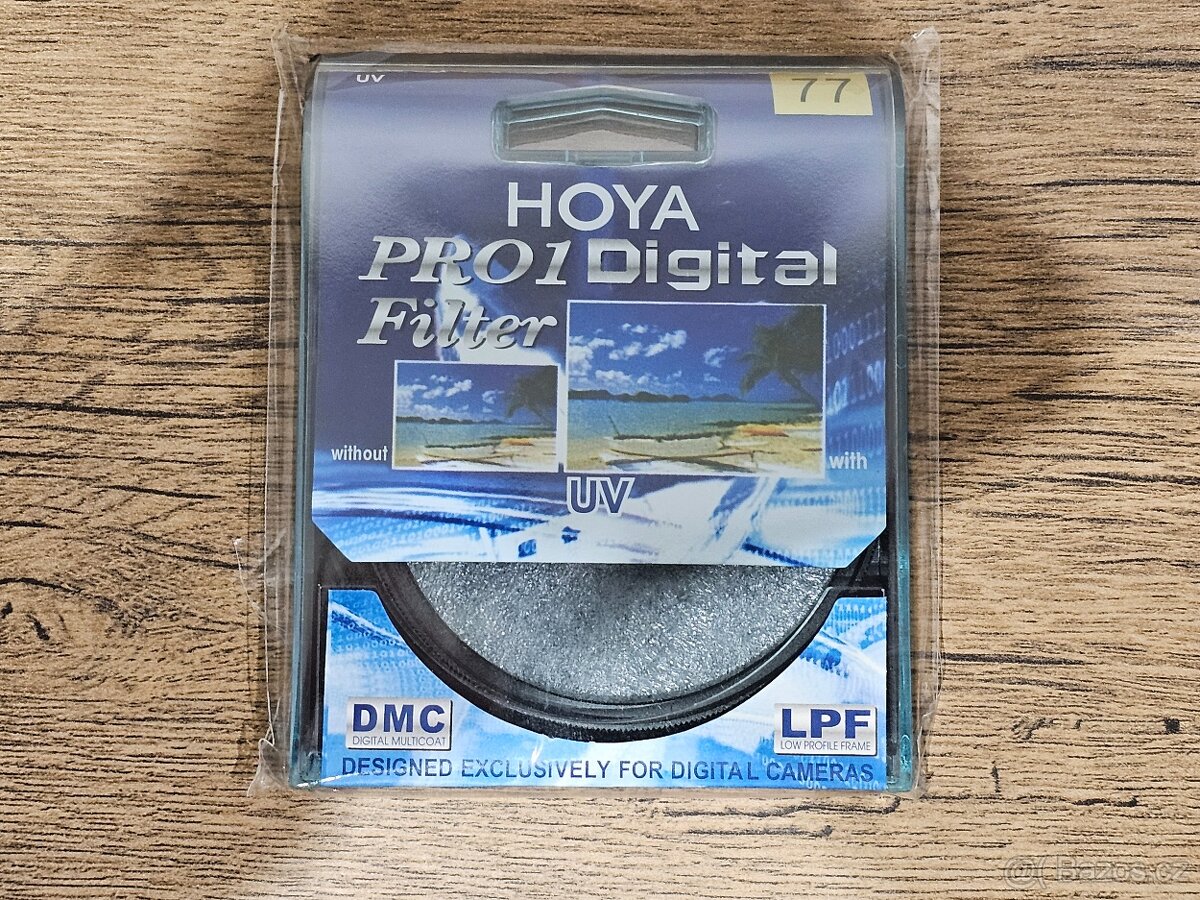 UV
77
HOYA
PRO1 Digital
Filter
without
with
UV
DMC
DIGITAL MULTICOAT
LPF
LOW PROFILE FRAME
DESIGNED EXCLUSIVELY FOR DIGITAL CAMERAS
Bazos.cz